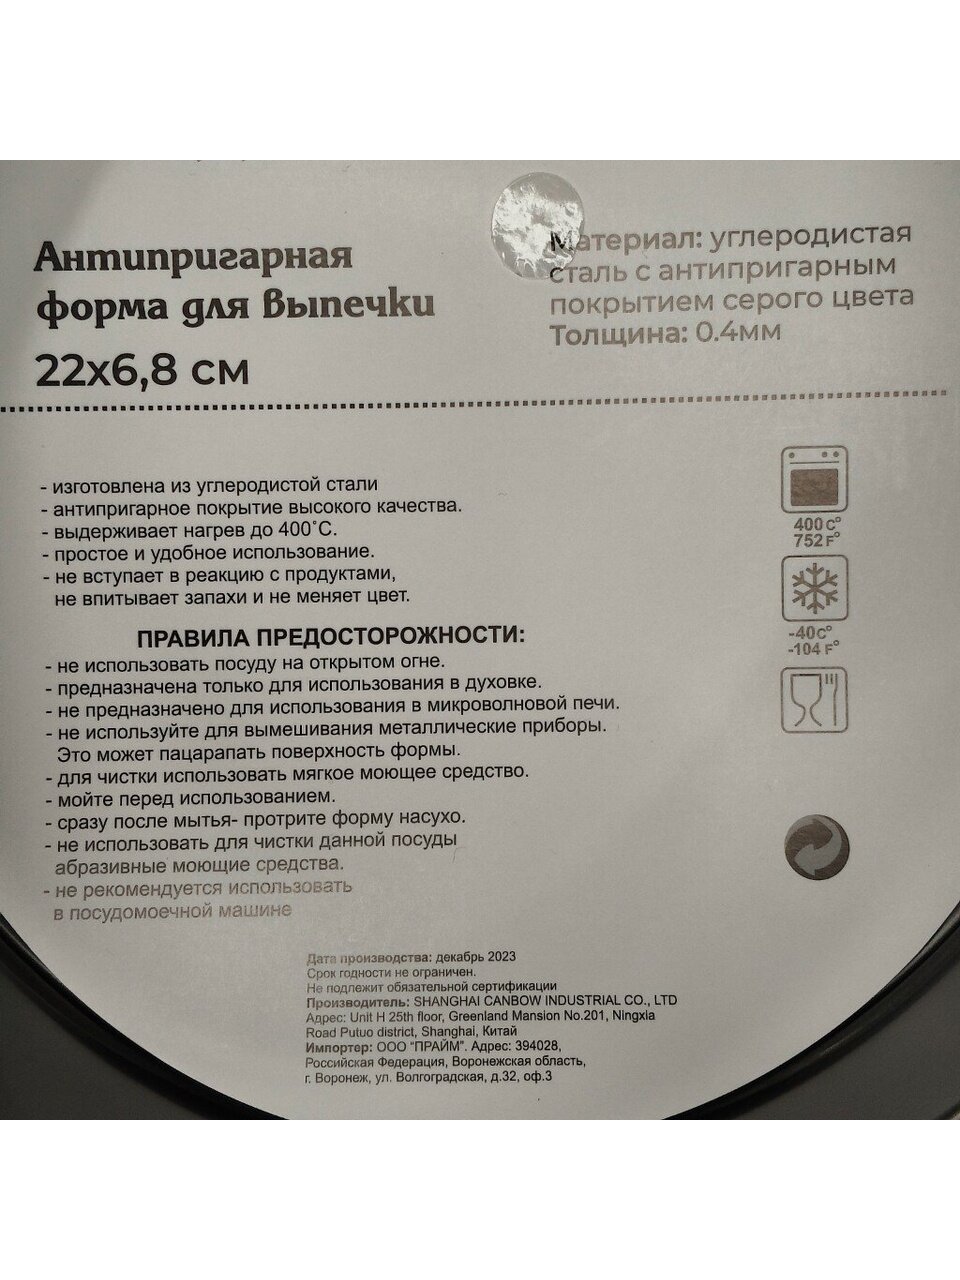 Антипригарная
форма для выпечки
22х6,8 см
Материал: углеродистая
сталь с антипригарным
покрытием серого цвета
Толщина: 0.4мм
- изготовлена из углеродистой стали
- антипригарное покрытие высокого качества.
- выдерживает нагрев до 400˚С.
- простое и удобное использование.
- не вступает в реакцию с продуктами,
не впитывает запахи и не меняет цвет.
400 C°
752 F°
-40C°
-104 F°
ПРАВИЛА ПРЕДОСТОРОЖНОСТИ:
- не использовать посуду на открытом огне.
- предназначена только для использования в духовке.
- не предназначено для использования в микроволновой печи.
- не используйте для вымешивания металлические приборы.
Это может пацарапать поверхность формы.
- для чистки использовать мягкое моющее средство.
- мойте перед использованием.
- сразу после мытья- протрите форму насухо.
- не использовать для чистки данной посуды
абразивные моющие средства.
- не рекомендуется использовать
в посудомоечной машине
Дата производства: декабрь 2023
Срок годности не ограничен.
Не подлежит обязательной сертификации
Производитель: SHANGHAI CANBOW INDUSTRIAL CO., LTD
Адрес: Unit H 25th floor, Greenland Mansion No.201, Ningxia
Road Putuo district, Shanghai, Китай
Импортер: ООО "ПРАЙМ". Адрес: 394028,
Российская Федерация, Воронежская область,
г. Воронеж, ул. Волгоградская, д.32, оф.3